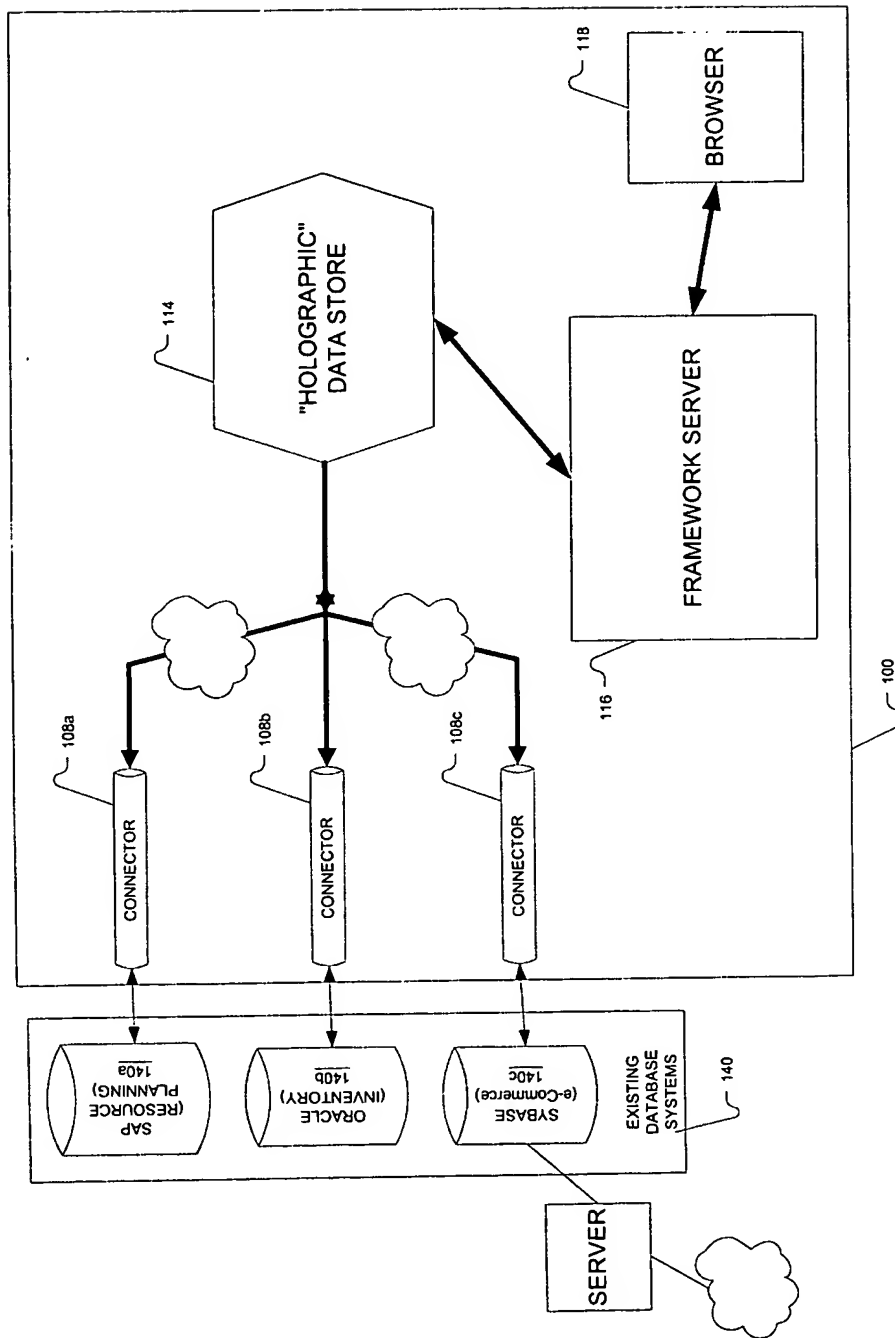 SAP
(RESOURCE
PLANNING)
140a
ORACLE
(INVENTORY)
140b
SYBASE
(e-Commerce)
140c
EXISTING
DATABASE
SYSTEMS
140
SERVER
CONNECTOR
108a
CONNECTOR
108b
CONNECTOR
108c
"HOLOGRAPHIC"
DATA STORE
114
FRAMEWORK SERVER
116
BROWSER
118
100